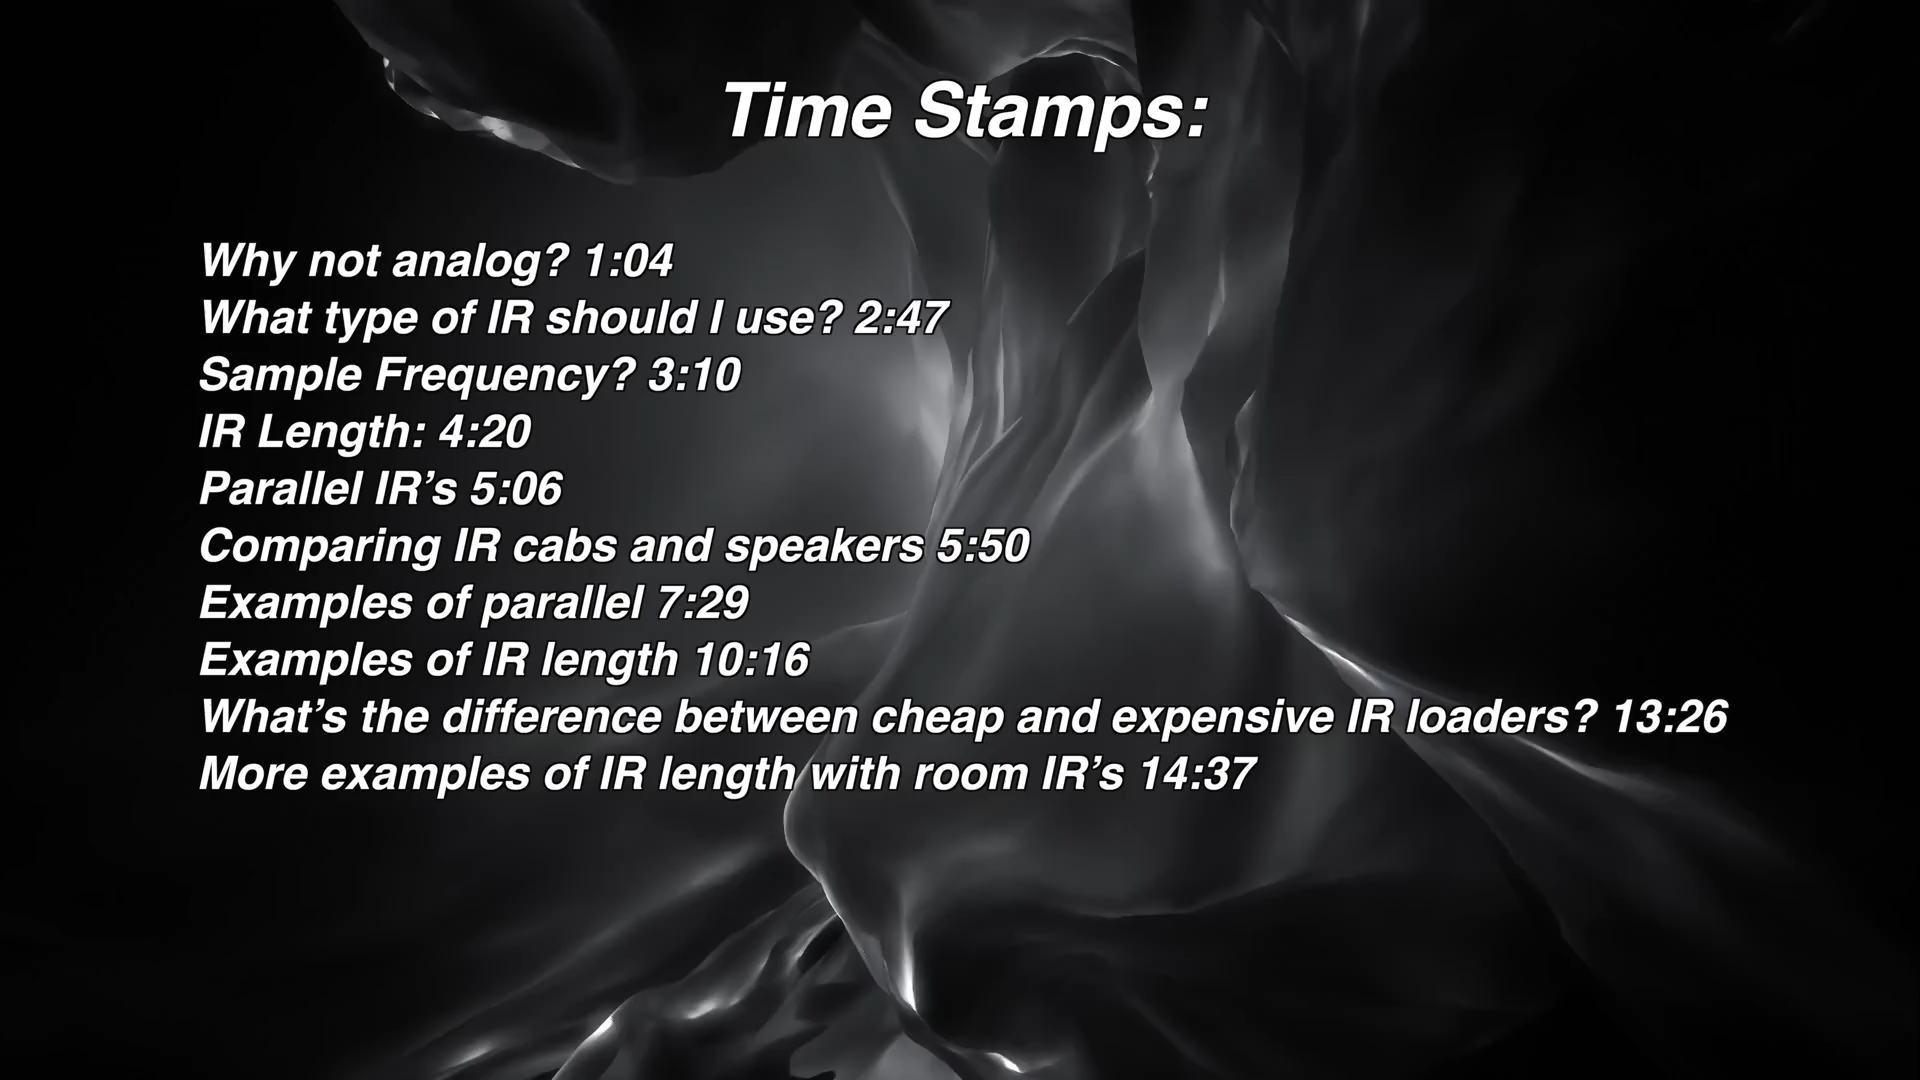 Time Stamps:
Why not analog? 1:04
What type of IR should I use? 2:47
Sample Frequency? 3:10
IR Length: 4:20
Parallel IR’s 5:06
Comparing IR cabs and speakers 5:50
Examples of parallel 7:29
Examples of IR length 10:16
What’s the difference between cheap and expensive IR loaders? 13:26
More examples of IR length with room IR’s 14:37